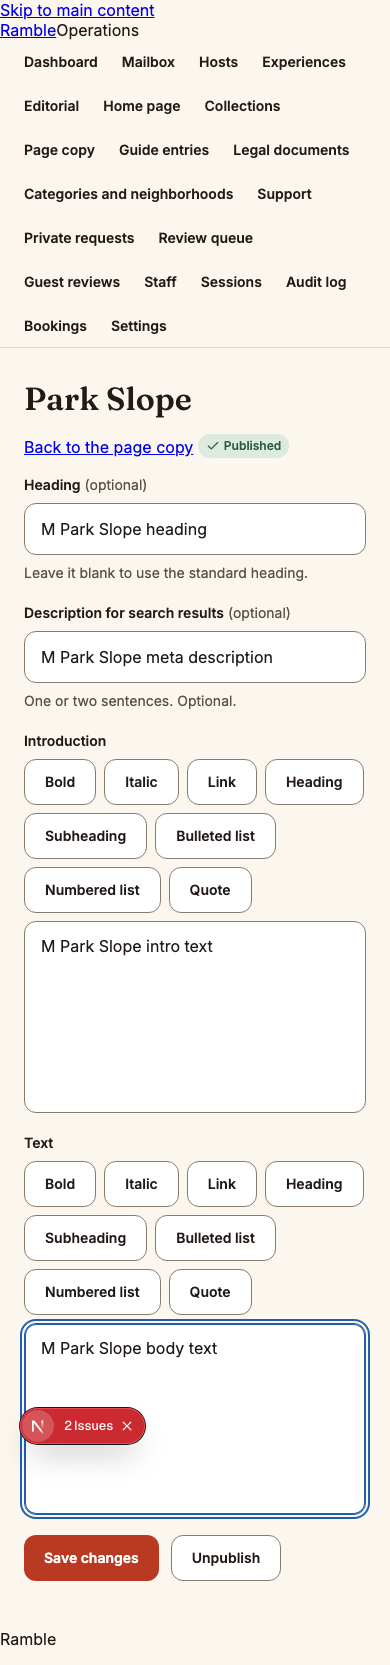 Skip to main content
RambleOperations
Dashboard Mailbox Hosts Experiences
Editorial Home page Collections
Page copy Guide entries Legal documents
Categories and neighborhoods Support
Private requests Review queue
Guest reviews Staff Sessions Audit log
Bookings Settings
Park Slope
Back to the page copy Published
Heading (optional)
M Park Slope heading
Leave it blank to use the standard heading.
Description for search results (optional)
M Park Slope meta description
One or two sentences. Optional.
Introduction
Bold Italic Link Heading
Subheading Bulleted list
Numbered list Quote
M Park Slope intro text
Text
Bold Italic Link Heading
Subheading Bulleted list
Numbered list Quote
M Park Slope body text
N 2 Issues
Save changes Unpublish
Ramble